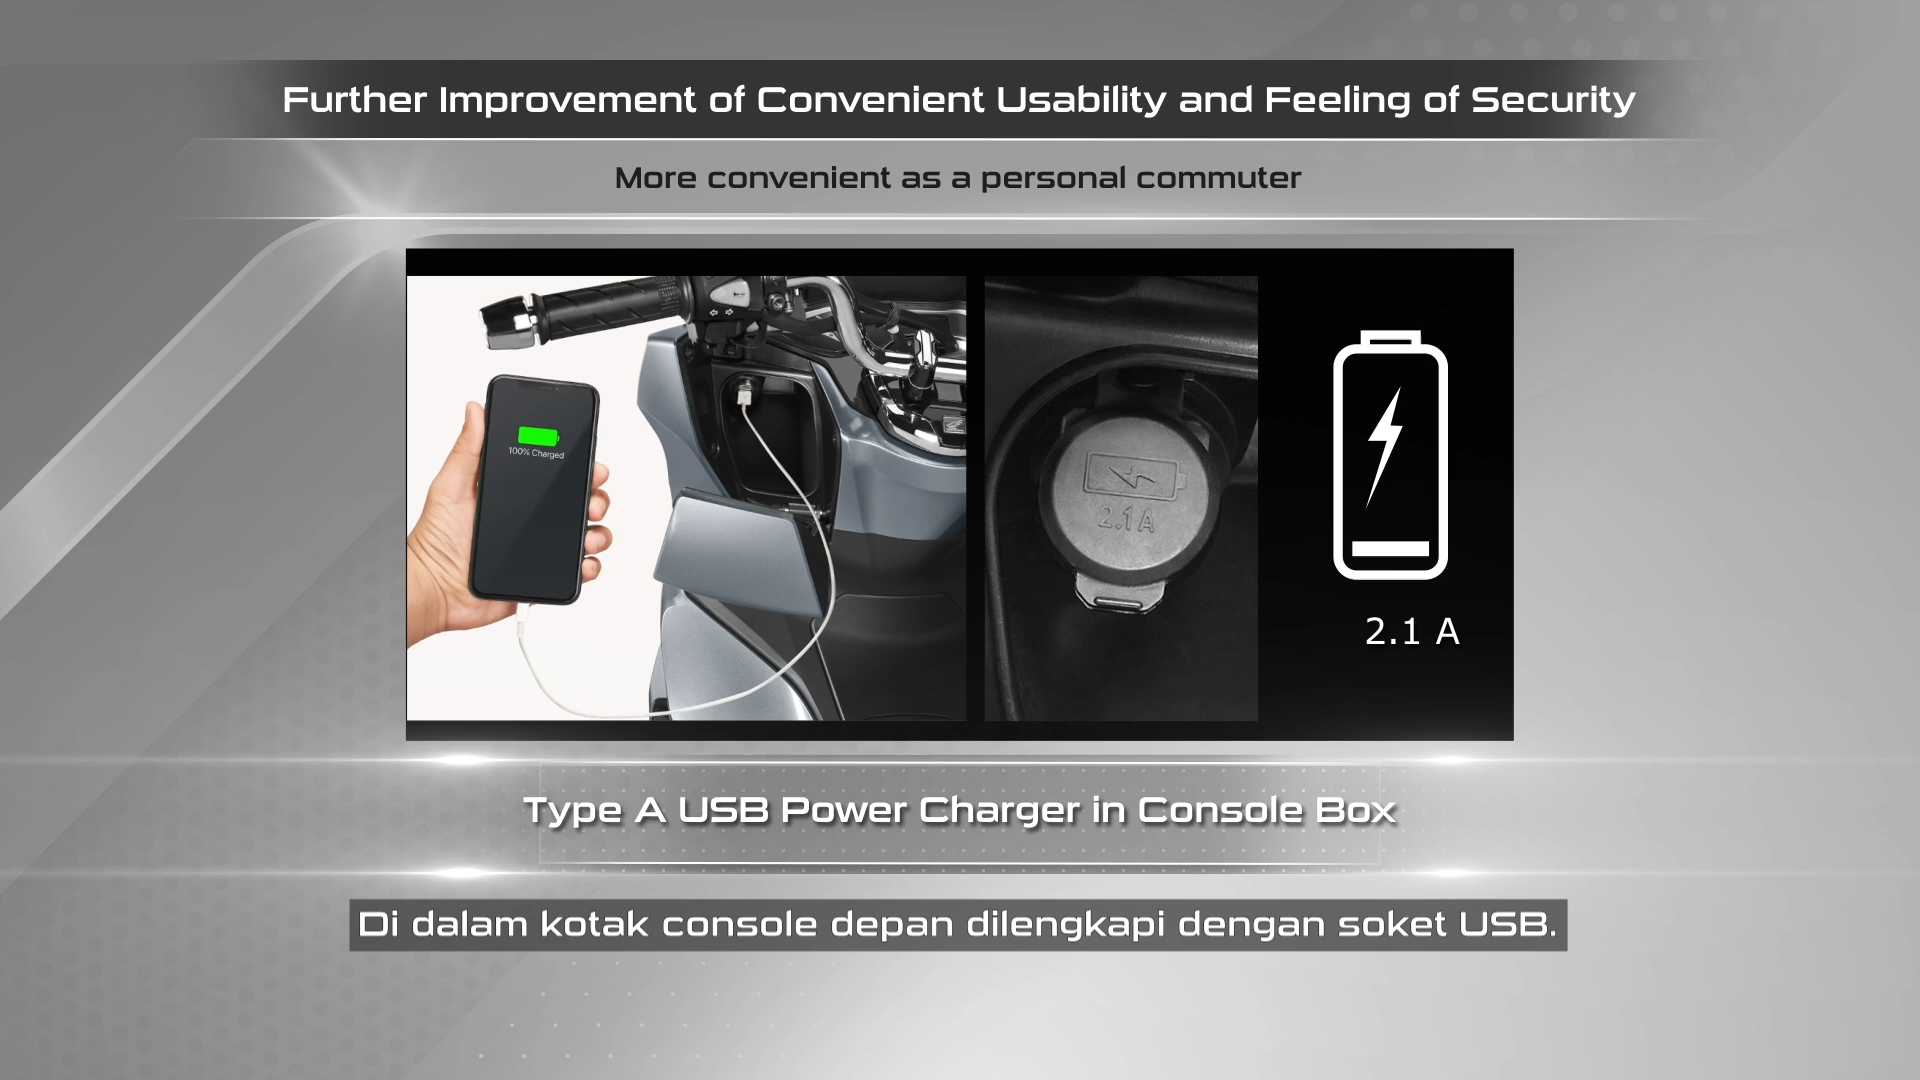 Further Improvement of Convenient Usability and Feeling of Security
More convenient as a personal commuter
100% Charged
2.1A
2.1 A
Type A USB Power Charger in Console Box
Di dalam kotak console depan dilengkapi dengan soket USB.